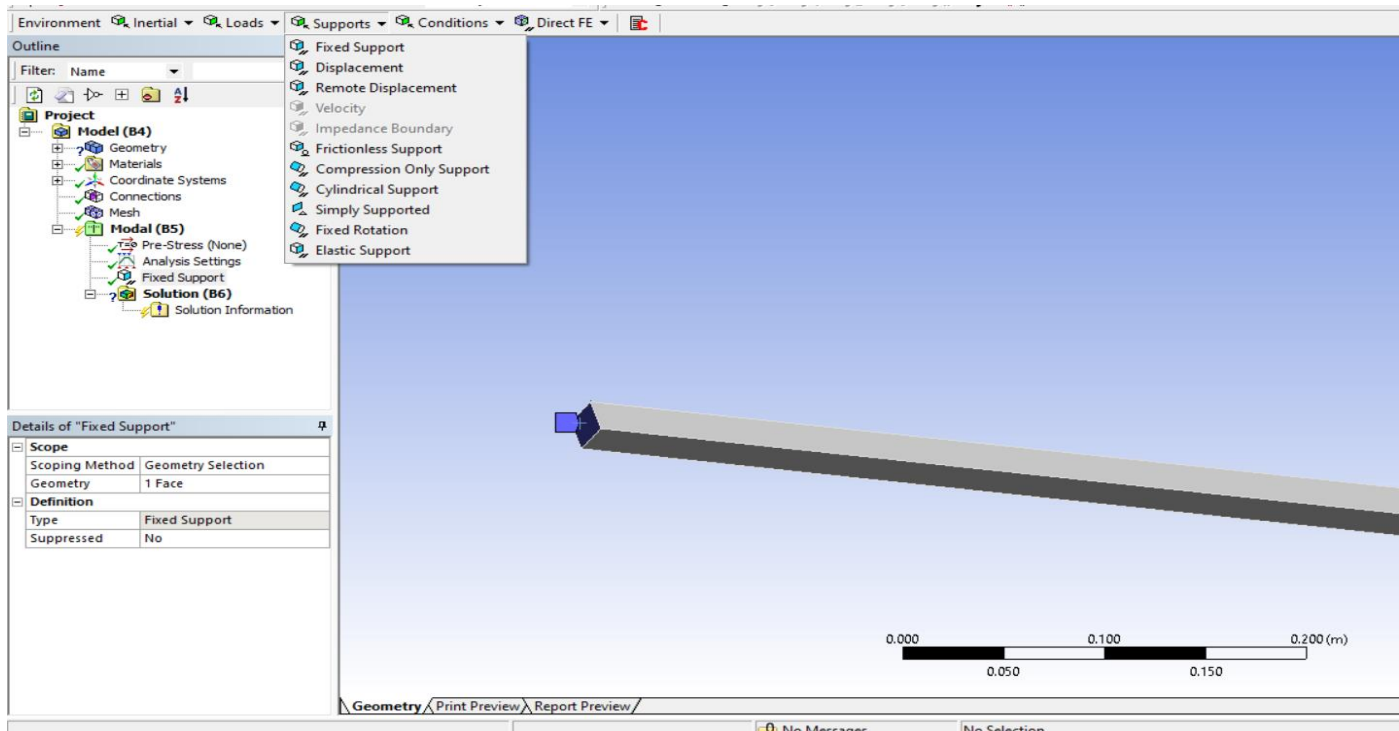 Environment Inertial Loads Supports Conditions Direct FE
Outline
Filter: Name
Project
Model (B4)
Geometry
Materials
Coordinate Systems
Connections
Mesh
Modal (B5)
Pre-Stress (None)
Analysis Settings
Fixed Support
Solution (B6)
Solution Information
Fixed Support
Displacement
Remote Displacement
Velocity
Impedance Boundary
Frictionless Support
Compression Only Support
Cylindrical Support
Simply Supported
Fixed Rotation
Elastic Support
Details of "Fixed Support"
Scope
Scoping Method Geometry Selection
Geometry 1 Face
Definition
Type Fixed Support
Suppressed No
0.000 0.100 0.200 (m)
0.050 0.150
Geometry Print Preview Report Preview
No Messages No Selection